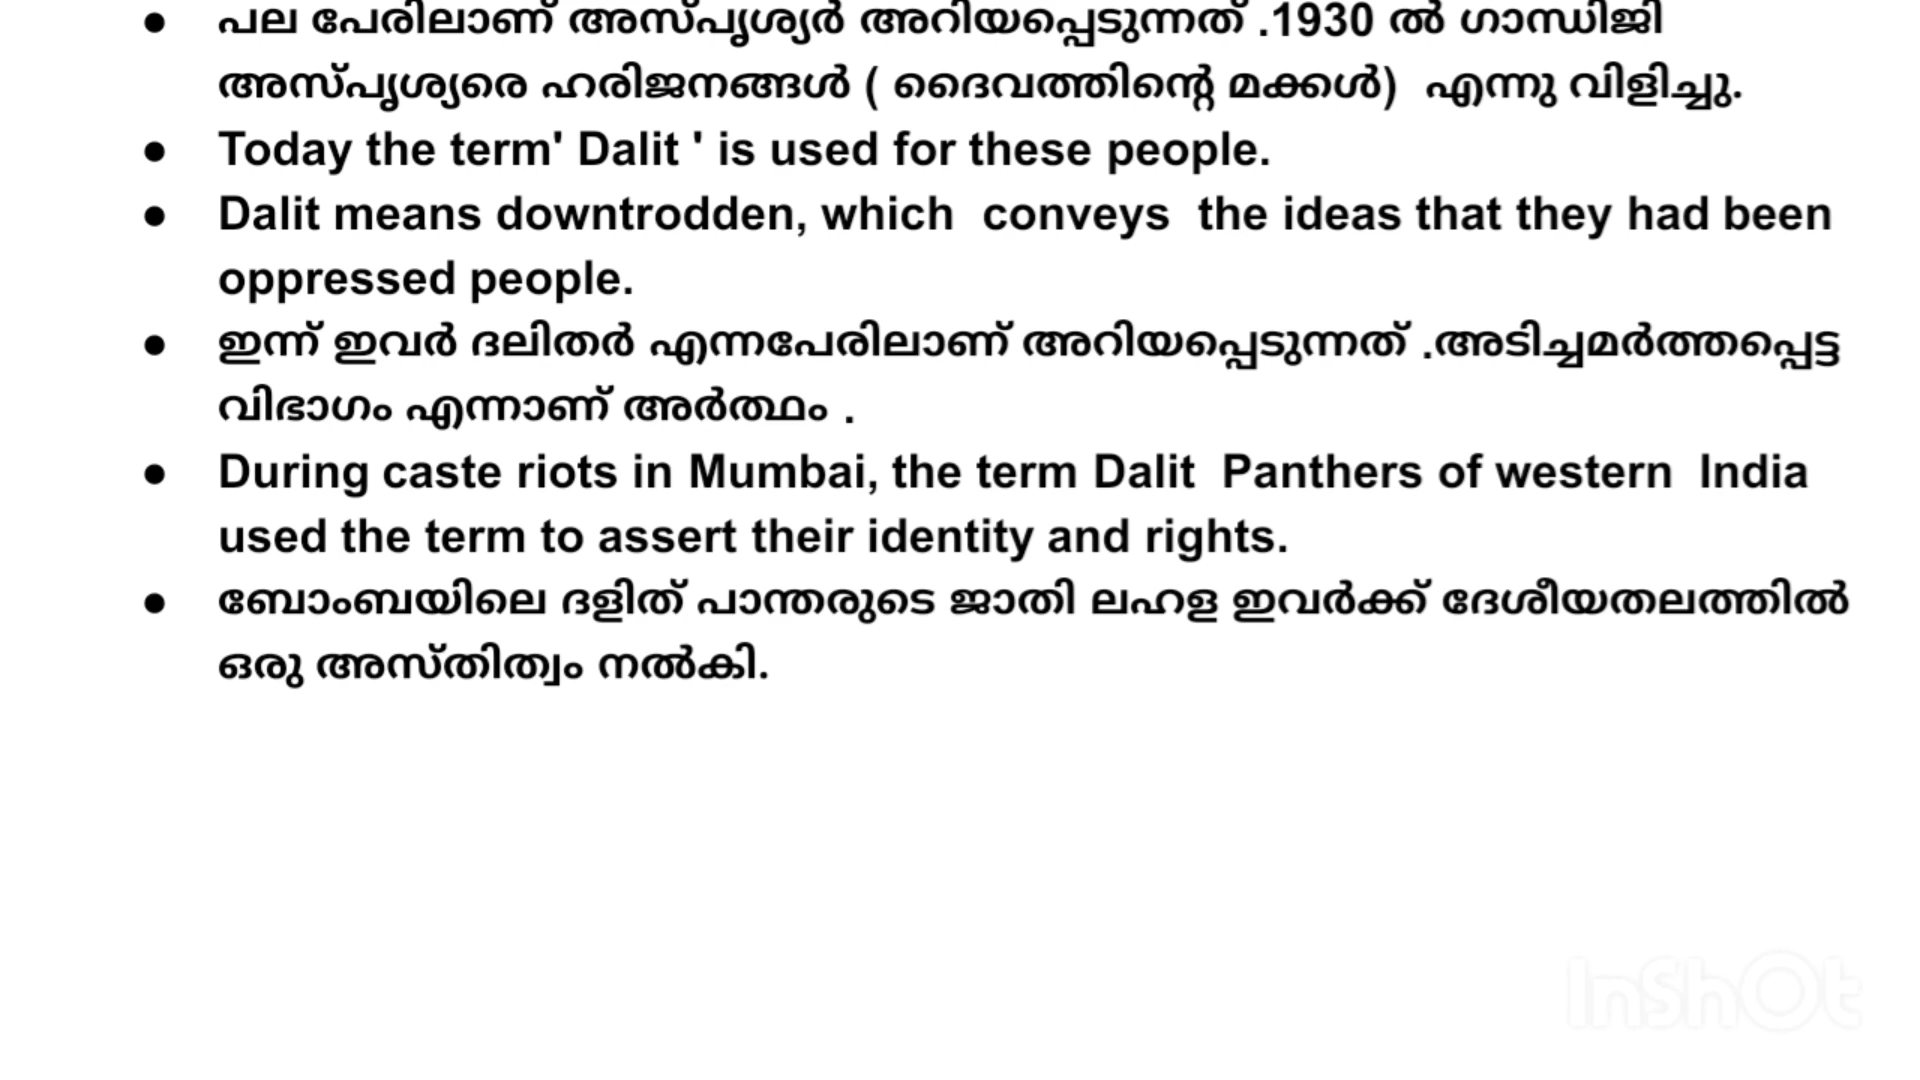 ● പല പേരിലാണ് അസ്പൃശ്യർ അറിയപ്പെടുന്നത് .1930 ൽ ഗാന്ധിജി
അസ്പൃശ്യരെ ഹരിജനങ്ങൾ ( ദൈവത്തിന്റെ മക്കൾ) എന്നു വിളിച്ചു.
● Today the term' Dalit ' is used for these people.
● Dalit means downtrodden, which conveys the ideas that they had been
oppressed people.
● ഇന്ന് ഇവർ ദലിതർ എന്നപേരിലാണ് അറിയപ്പെടുന്നത് .അടിച്ചമർത്തപ്പെട്ട
വിഭാഗം എന്നാണ് അർത്ഥം .
● During caste riots in Mumbai, the term Dalit Panthers of western India
used the term to assert their identity and rights.
● ബോംബയിലെ ദളിത് പാന്തരുടെ ജാതി ലഹള ഇവർക്ക് ദേശീയതലത്തിൽ
ഒരു അസ്തിത്വം നൽകി.
InShOt